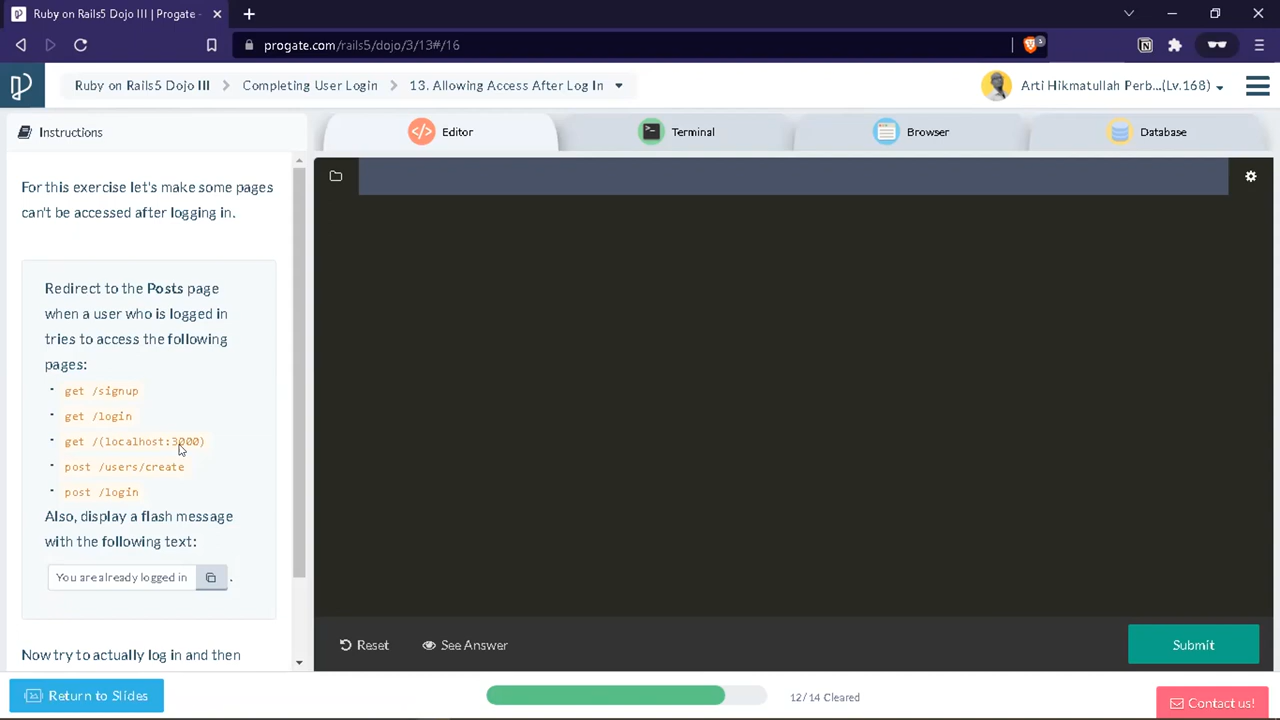 Ruby on Rails5 Dojo III | Progate -
progate.com/rails5/dojo/3/13#/16
3
Ruby on Rails5 Dojo III
Completing User Login
13. Allowing Access After Log In
Arti Hikmatullah Perb...(Lv.168)
Instructions
Editor
Terminal
Browser
Database
For this exercise let's make some pages
can't be accessed after logging in.
Redirect to the Posts page
when a user who is logged in
tries to access the following
pages:
get /signup
get /login
get /(localhost:3000)
post /users/create
post /login
Also, display a flash message
with the following text:
You are already logged in
.
Now try to actually log in and then
Reset
See Answer
Submit
Return to Slides
12/14 Cleared
Contact us!